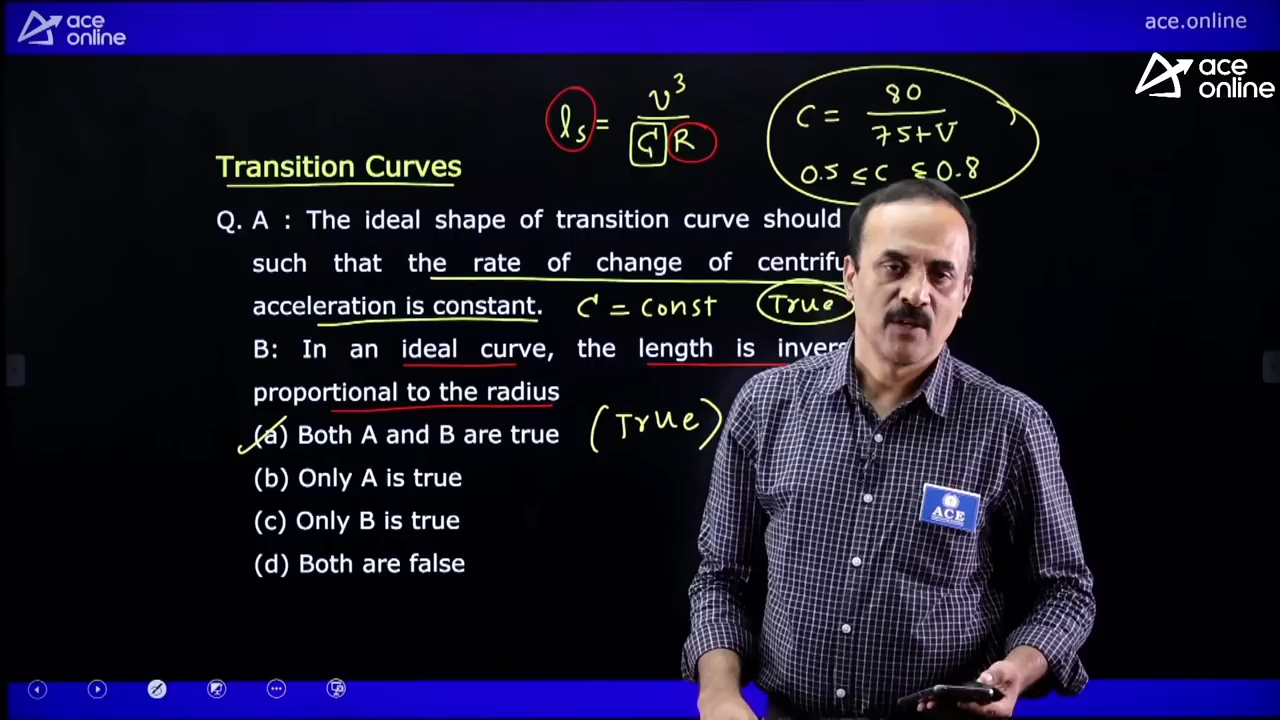 ace
online
ace.online
ace
online
ls = v³ / C R
C = 80 / 75+V
0.5 ≤ C ≤ 0.8
Transition Curves
Q. A : The ideal shape of transition curve should
such that the rate of change of
acceleration is constant. C = const True
B: In an ideal curve, the length is
proportional to the radius
(a) Both A and B are true (True)
(b) Only A is true
(c) Only B is true
(d) Both are false
ACE